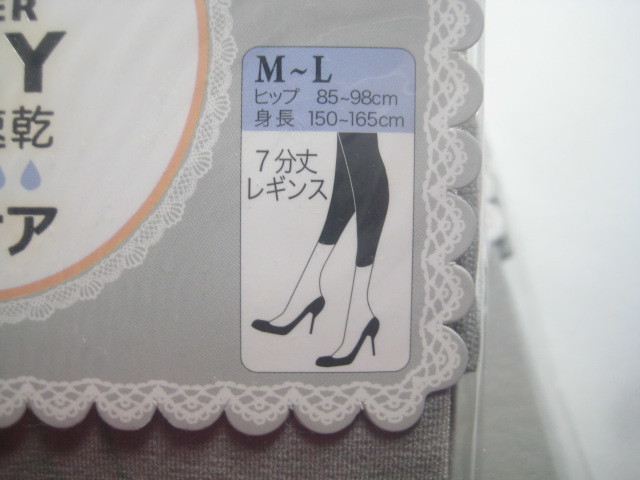 ER
Y
速乾
ア
M~L
ヒップ 85~98cm
身長 150~165cm
7分丈
レギンス